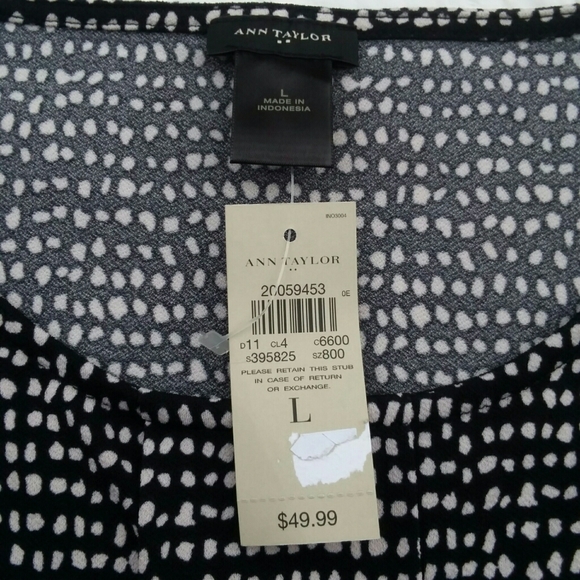 ANN TAYLOR
L
MADE IN
INDONESIA
ANN TAYLOR
20059453 OE
D11 CL4 C6600
S395825 SZ800
PLEASE RETAIN THIS STUB
IN CASE OF RETURN
OR EXCHANGE.
L
$49.99